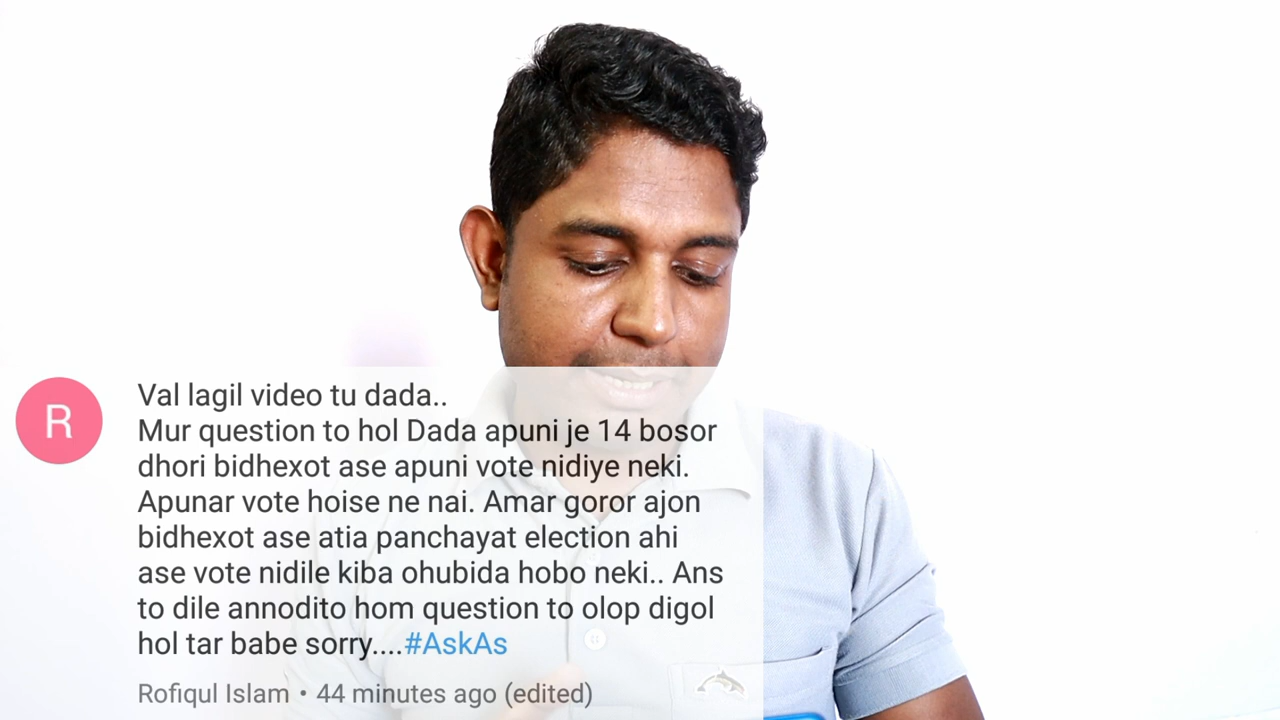 R
Val lagil video tu dada..
Mur question to hol Dada apuni je 14 bosor
dhori bidhexot ase apuni vote nidiye neki.
Apunar vote hoise ne nai. Amar goror ajon
bidhexot ase atia panchayat election ahi
ase vote nidile kiba ohubida hobo neki.. Ans
to dile annodito hom question to olop digol
hol tar babe sorry....#AskAs
Rofiqul Islam • 44 minutes ago (edited)